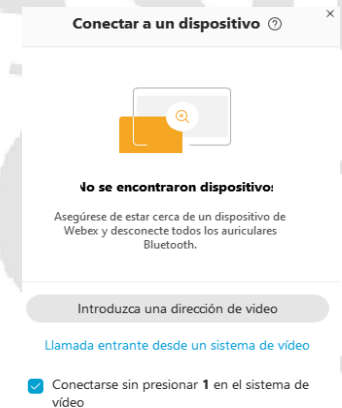 Conectar a un dispositivo
No se encontraron dispositivos
Asegúrese de estar cerca de un dispositivo de
Webex y desconecte todos los auriculares
Bluetooth.
Introduzca una dirección de video
Llamada entrante desde un sistema de vídeo
Conectarse sin presionar 1 en el sistema de
vídeo